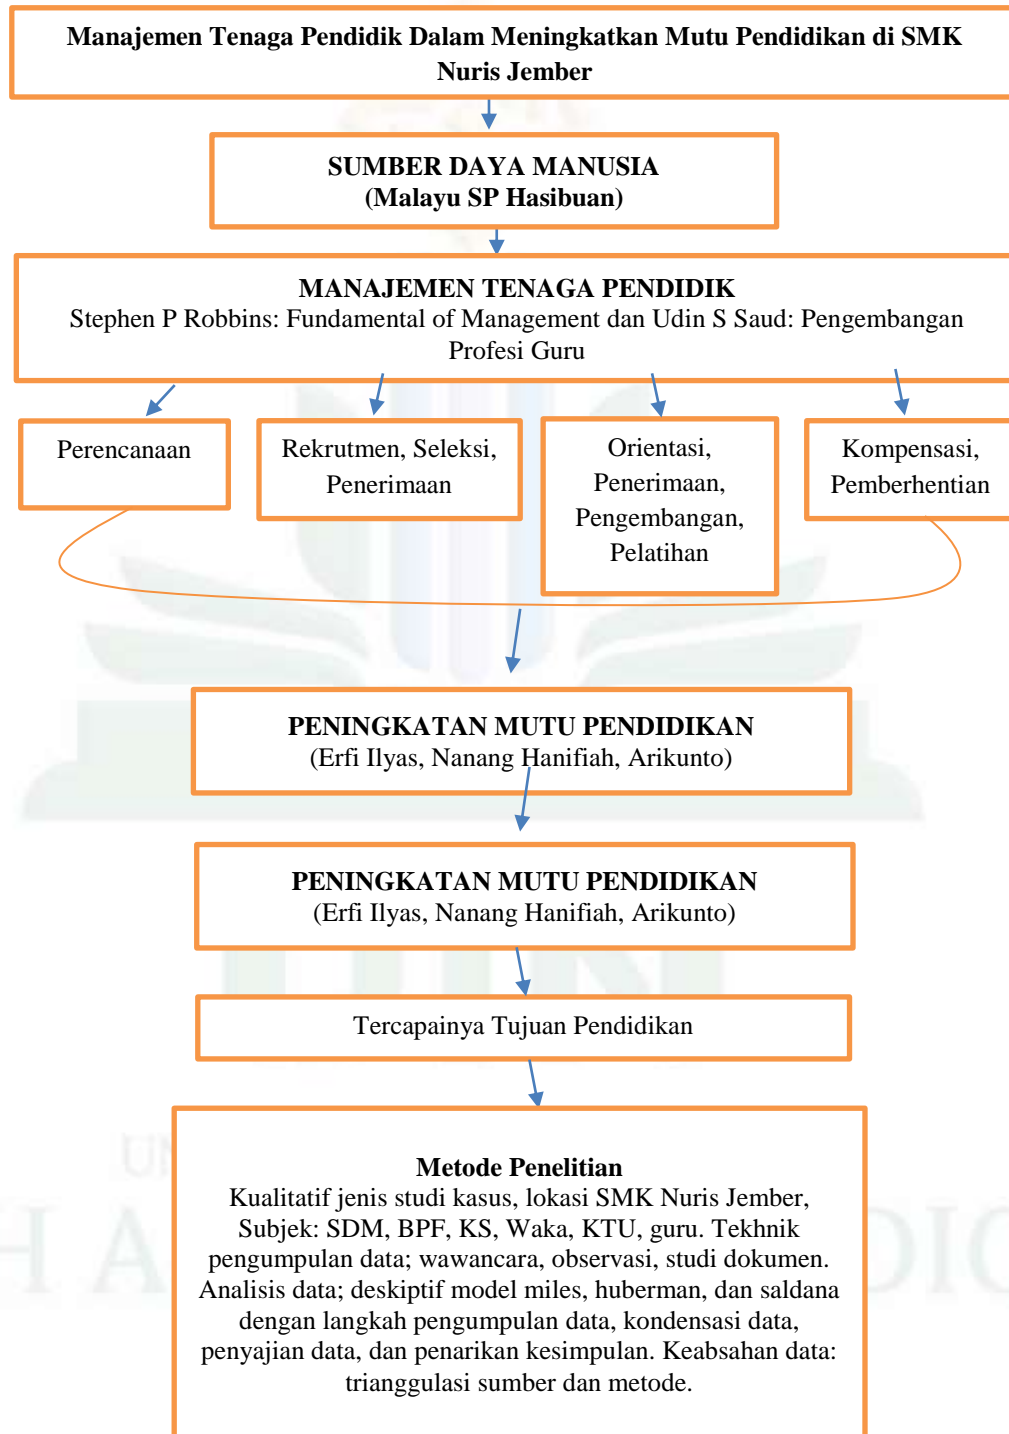 Manajemen Tenaga Pendidik Dalam Meningkatkan Mutu Pendidikan di SMK
Nuris Jember
SUMBER DAYA MANUSIA
(Malayu SP Hasibuan)
MANAJEMEN TENAGA PENDIDIK
Stephen P Robbins: Fundamental of Management dan Udin S Saud: Pengembangan
Profesi Guru
Perencanaan
Rekrutmen, Seleksi,
Penerimaan
Orientasi,
Penerimaan,
Pengembangan,
Pelatihan
Kompensasi,
Pemberhentian
PENINGKATAN MUTU PENDIDIKAN
(Erfi Ilyas, Nanang Hanifiah, Arikunto)
PENINGKATAN MUTU PENDIDIKAN
(Erfi Ilyas, Nanang Hanifiah, Arikunto)
Tercapainya Tujuan Pendidikan
Metode Penelitian
Kualitatif jenis studi kasus, lokasi SMK Nuris Jember,
Subjek: SDM, BPF, KS, Waka, KTU, guru. Tekhnik
pengumpulan data; wawancara, observasi, studi dokumen.
Analisis data; deskiptif model miles, huberman, dan saldana
dengan langkah pengumpulan data, kondensasi data,
penyajian data, dan penarikan kesimpulan. Keabsahan data:
trianggulasi sumber dan metode.